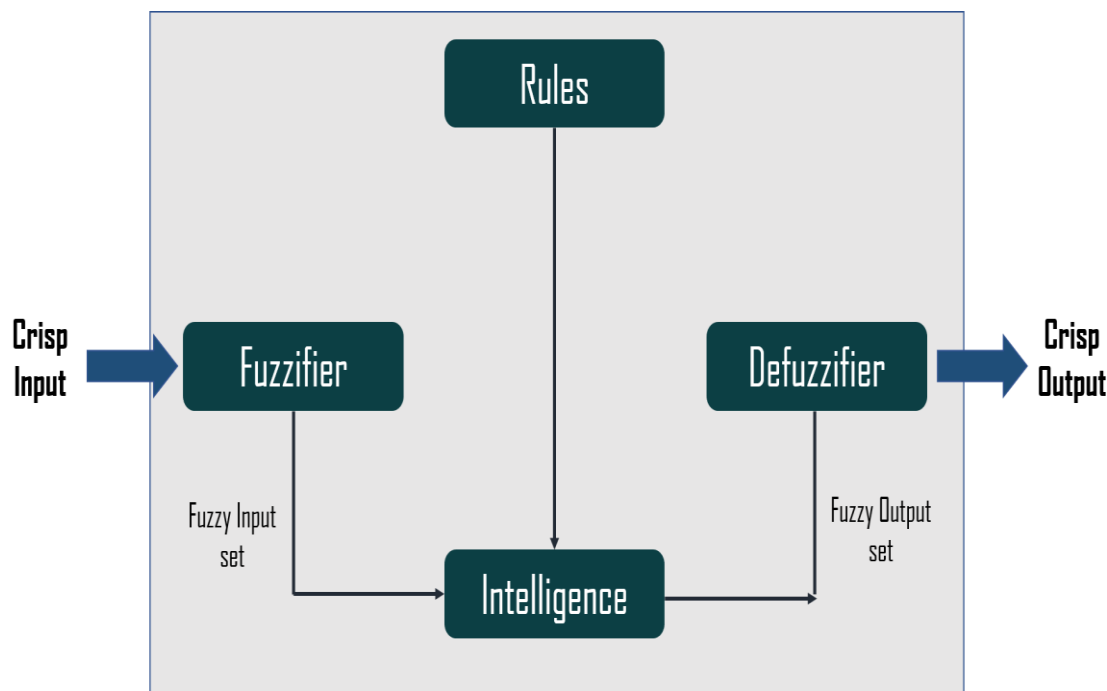 Rules
Crisp
Input
Fuzzifier
Defuzzifier
Crisp
Output
Fuzzy Input
set
Fuzzy Output
set
Intelligence